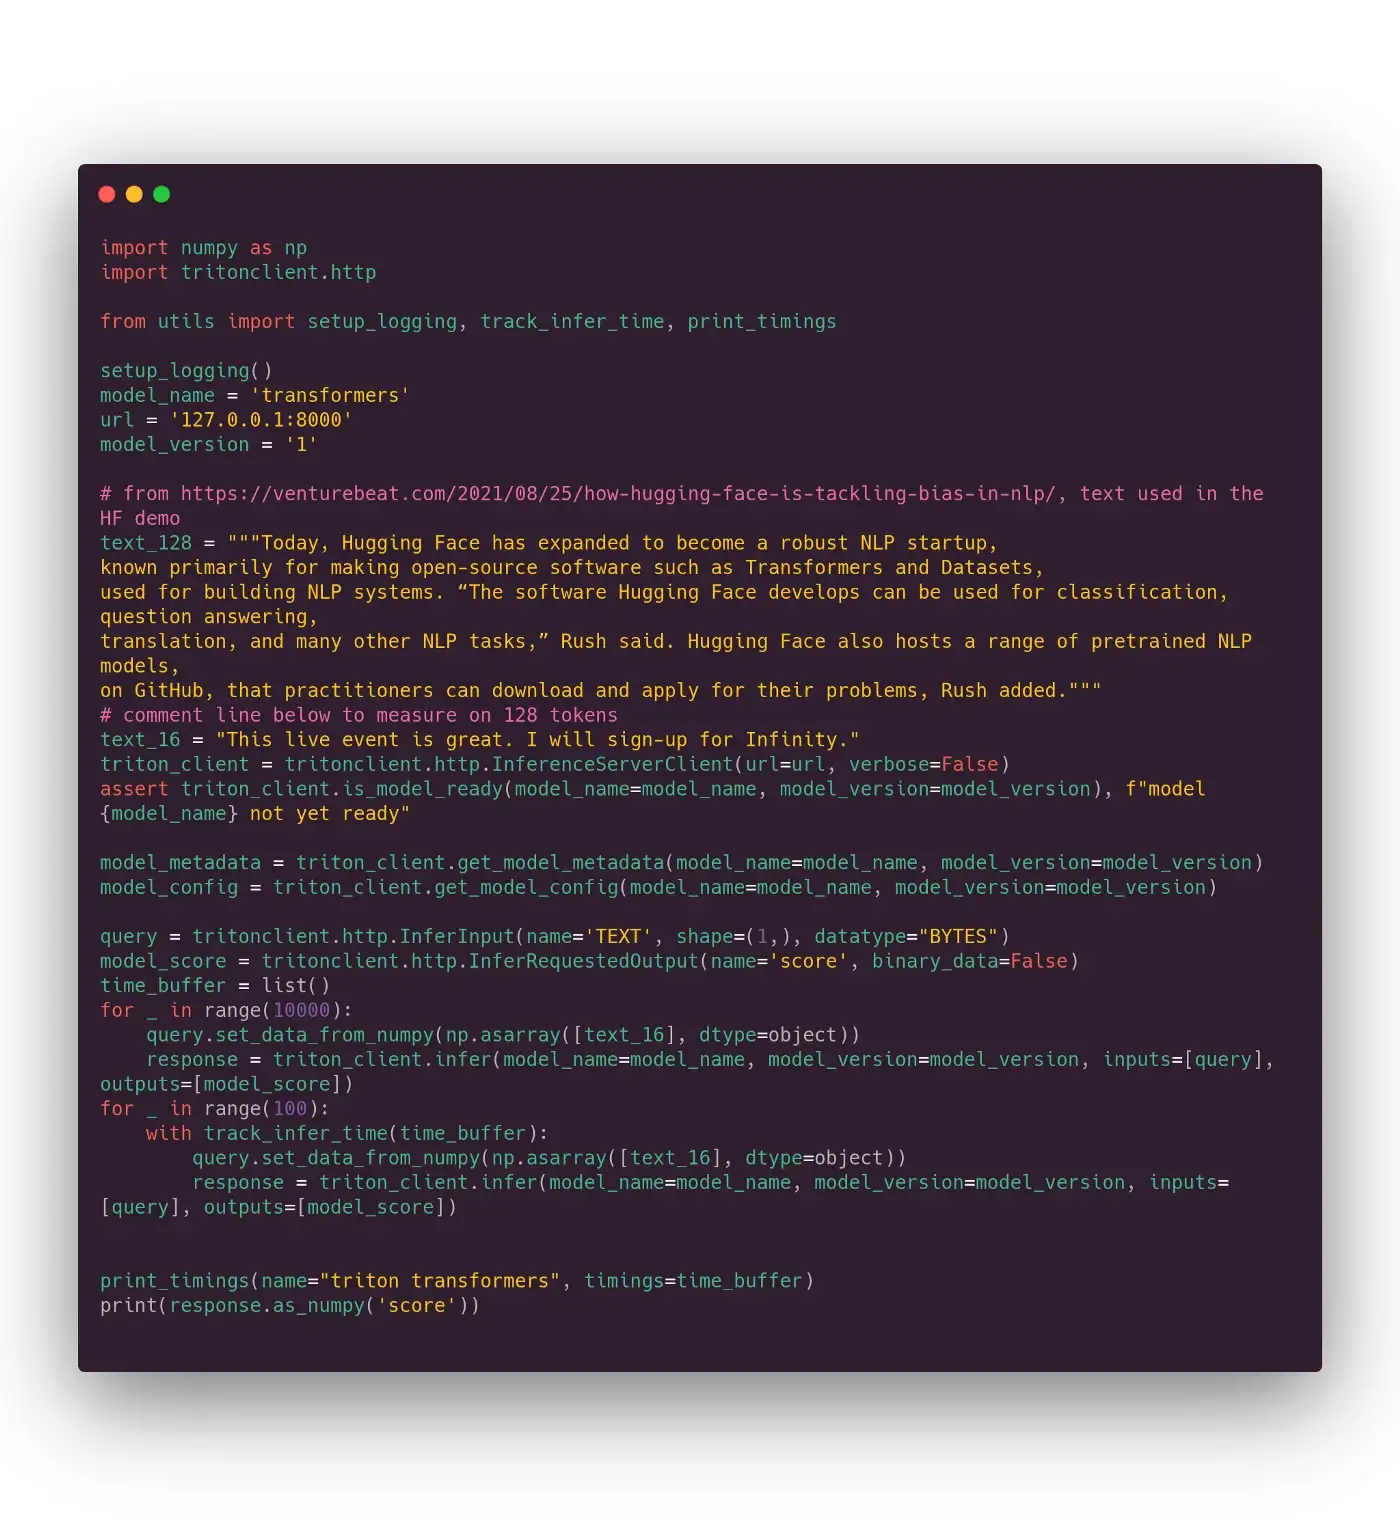 import numpy as np
import tritonclient.http

from utils import setup_logging, track_infer_time, print_timings

setup_logging()
model_name = 'transformers'
url = '127.0.0.1:8000'
model_version = '1'

# from https://venturebeat.com/2021/08/25/how-hugging-face-is-tackling-bias-in-nlp/, text used in the
HF demo
text_128 = """Today, Hugging Face has expanded to become a robust NLP startup,
known primarily for making open-source software such as Transformers and Datasets,
used for building NLP systems. “The software Hugging Face develops can be used for classification,
question answering,
translation, and many other NLP tasks,” Rush said. Hugging Face also hosts a range of pretrained NLP
models,
on GitHub, that practitioners can download and apply for their problems, Rush added."""
# comment line below to measure on 128 tokens
text_16 = "This live event is great. I will sign-up for Infinity."
triton_client = tritonclient.http.InferenceServerClient(url=url, verbose=False)
assert triton_client.is_model_ready(model_name=model_name, model_version=model_version), f"model
{model_name} not yet ready"

model_metadata = triton_client.get_model_metadata(model_name=model_name, model_version=model_version)
model_config = triton_client.get_model_config(model_name=model_name, model_version=model_version)

query = tritonclient.http.InferInput(name='TEXT', shape=(1,), datatype="BYTES")
model_score = tritonclient.http.InferRequestedOutput(name='score', binary_data=False)
time_buffer = list()
for _ in range(10000):
    query.set_data_from_numpy(np.asarray([text_16], dtype=object))
    response = triton_client.infer(model_name=model_name, model_version=model_version, inputs=[query],
outputs=[model_score])
for _ in range(100):
    with track_infer_time(time_buffer):
        query.set_data_from_numpy(np.asarray([text_16], dtype=object))
        response = triton_client.infer(model_name=model_name, model_version=model_version, inputs=
[query], outputs=[model_score])


print_timings(name="triton transformers", timings=time_buffer)
print(response.as_numpy('score'))